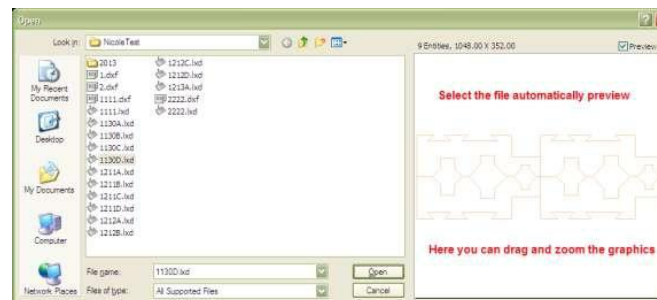 Open
Look in:
NicoleTest
9 Entities, 1048.00 X 352.00
Preview
My Recent
Documents
Desktop
My Documents
Computer
Network Places
2013
1.dxf
2.dxf
1111.dxf
1111.lxd
1130A.lxd
1130B.lxd
1130C.lxd
1130D.lxd
1211A.lxd
1211B.lxd
1211C.lxd
1211D.lxd
1212A.lxd
1212B.lxd
1212C.lxd
1212D.lxd
1213A.lxd
2222.dxf
2222.lxd
Select the file automatically preview
Here you can drag and zoom the graphics
File name:
1130D.lxd
Open
Files of type:
All Supported Files
Cancel